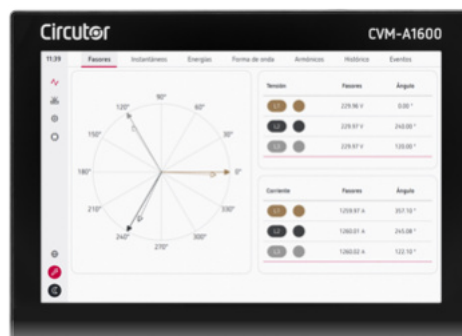 Circutor
CVM-A1600
11:39
Fasores Instantáneos Energías Forma de onda Armónicos Histórico Eventos
90°
120° 60°
150° 30°
180° 0°
210° 330°
240° 300°
270°
Tensión Fasores Ángulo
L1 229.96 V 0.00 °
L2 229.97 V 240.00 °
L3 229.97 V 120.00 °
Corriente Fasores Ángulo
L1 1259.97 A 357.10 °
L2 1260.01 A 245.08 °
L3 1260.02 A 122.10 °